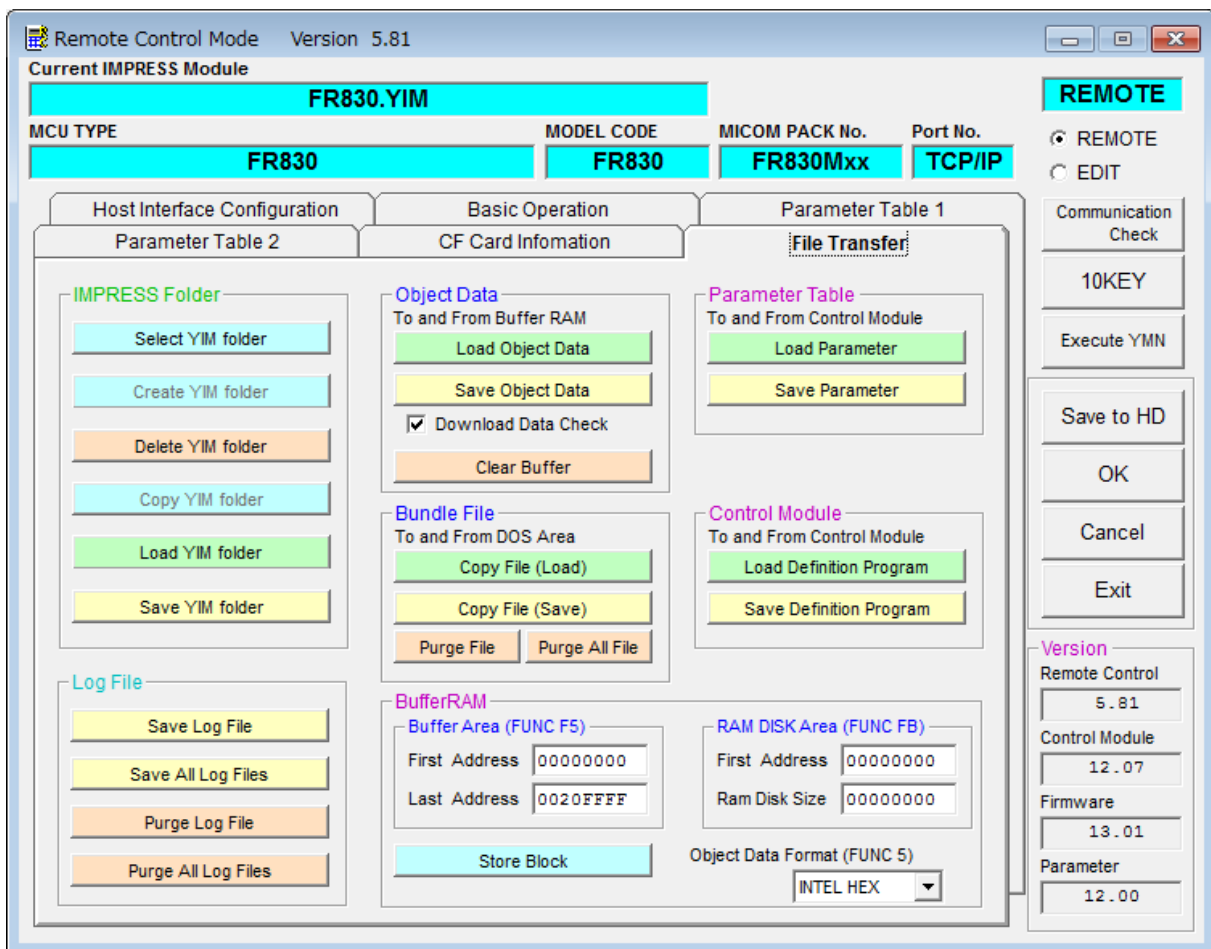 Remote Control Mode Version 5.81
Current IMPRESS Module
FR830.YIM
REMOTE
MCU TYPE
MODEL CODE
MICOM PACK No.
Port No.
FR830
FR830
FR830Mxx
TCP/IP
REMOTE
EDIT
Host Interface Configuration
Basic Operation
Parameter Table 1
Parameter Table 2
CF Card Infomation
File Transfer
Communication
Check
10KEY
Execute YMN
Save to HD
OK
Cancel
Exit
IMPRESS Folder
Select YIM folder
Create YIM folder
Delete YIM folder
Copy YIM folder
Load YIM folder
Save YIM folder
Object Data
To and From Buffer RAM
Load Object Data
Save Object Data
Download Data Check
Clear Buffer
Parameter Table
To and From Control Module
Load Parameter
Save Parameter
Bundle File
To and From DOS Area
Copy File (Load)
Copy File (Save)
Purge File
Purge All File
Control Module
To and From Control Module
Load Definition Program
Save Definition Program
Log File
Save Log File
Save All Log Files
Purge Log File
Purge All Log Files
BufferRAM
Buffer Area (FUNC F5)
First Address 00000000
Last Address 0020FFFF
RAM DISK Area (FUNC FB)
First Address 00000000
Ram Disk Size 00000000
Store Block
Object Data Format (FUNC 5)
INTEL HEX
Version
Remote Control
5.81
Control Module
12.07
Firmware
13.01
Parameter
12.00